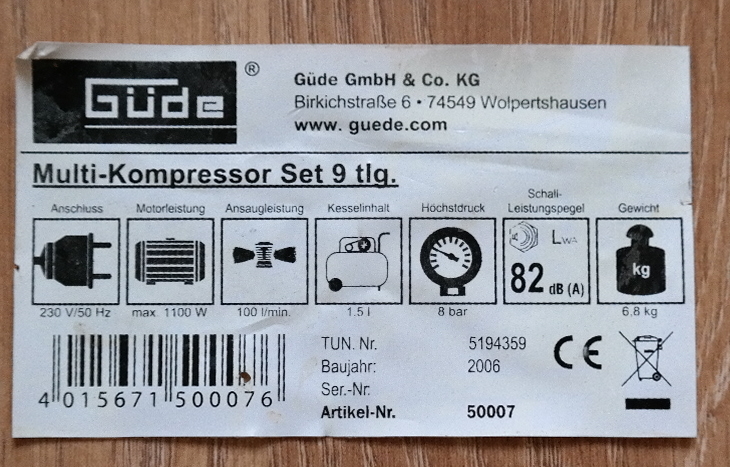 Güde ®
Güde GmbH & Co. KG
Birkichstraße 6 • 74549 Wolpertshausen
www. guede.com
Multi-Kompressor Set 9 tlg.
Anschluss Motorleistung Ansaugleistung Kesselinhalt Höchstdruck Schall-Leistungspegel Gewicht
LWA
82 dB (A)
kg
230 V/50 Hz max. 1100 W 100 l/min. 1.5 l 8 bar 6.8 kg
TUN. Nr. 5194359
Baujahr: 2006
Ser.-Nr.
Artikel-Nr. 50007
CE
4 015671 500076